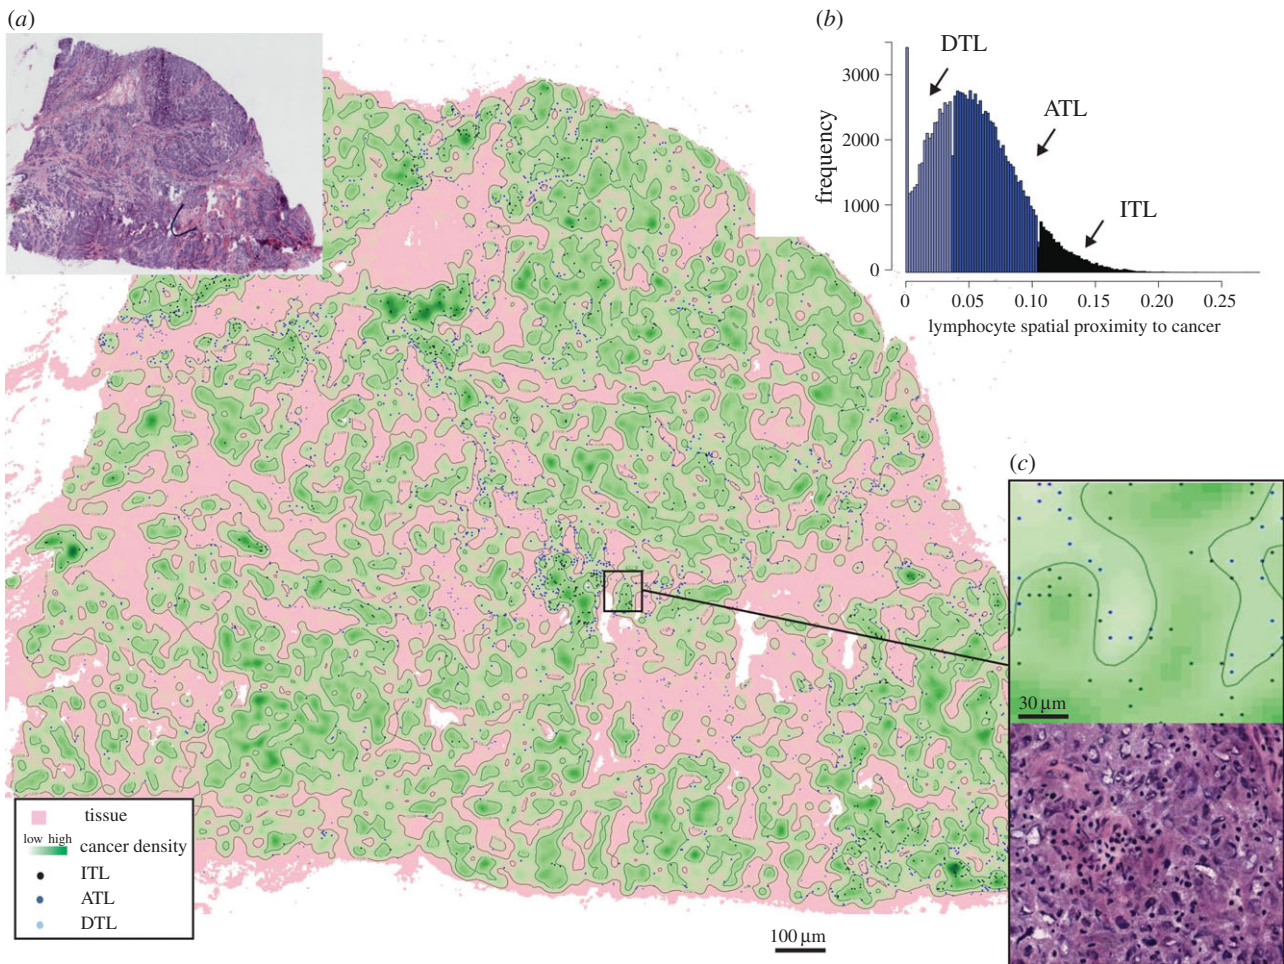 (a)
(b)
DTL
ATL
ITL
3000
2000
1000
0
frequency
0 0.05 0.10 0.15 0.20 0.25
lymphocyte spatial proximity to cancer
(c)
30 µm
tissue
low high
cancer density
ITL
ATL
DTL
100 µm